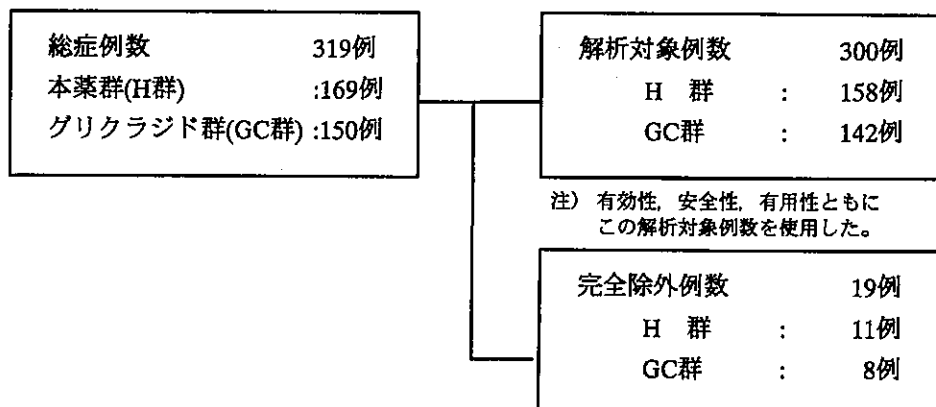 総症例数 319例
本薬群(H群) :169例
グリクラジド群(GC群) :150例
解析対象例数 300例
H 群 : 158例
GC群 : 142例
注) 有効性, 安全性, 有用性ともに
この解析対象例数を使用した。
完全除外例数 19例
H 群 : 11例
GC群 : 8例